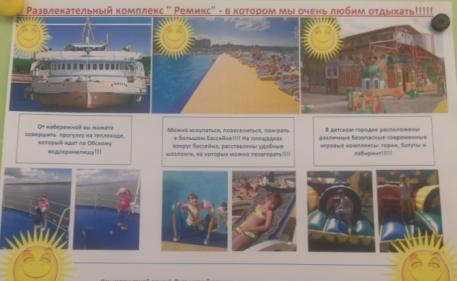 Развлекательный комплекс " Ремикс" - в котором мы очень любим отдыхать!!!!!
От набережной вы можете
совершить прогулку на теплоходе,
который идет по Обскому
водохранилищу!!!
Можно искупаться, повеселиться, поиграть
в большом бассейне!!!! На площадках
вокруг бассейна, расставлены удобные
шезлонги, на которых можно позагорать!!!!
В детском городке расположены
различные безопасные современные
игровые комплексы: горки, батуты и
лабиринт!!!!!